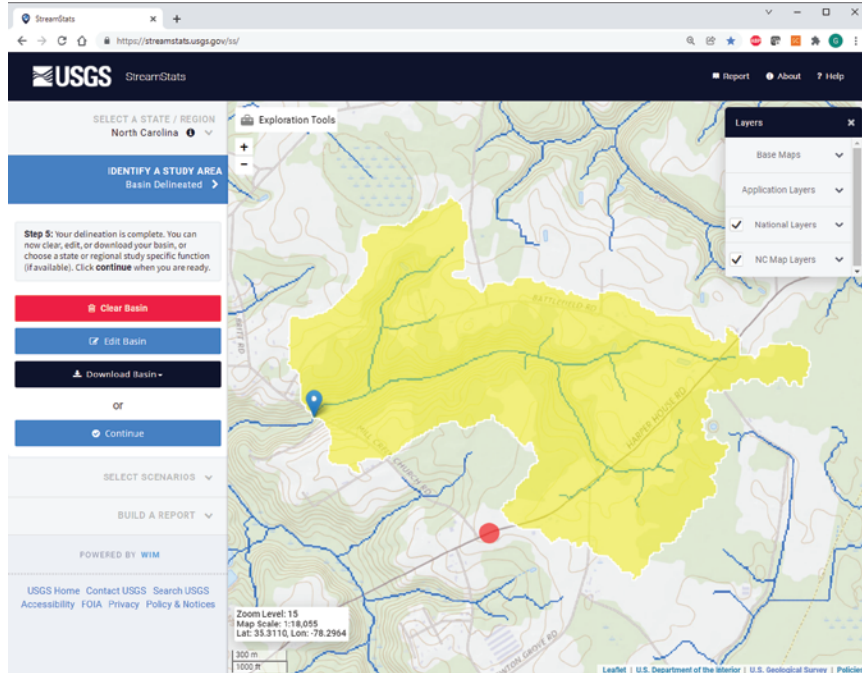 StreamStats
https://streamstats.usgs.gov/ss/
USGS StreamStats
Report About ? Help
SELECT A STATE / REGION
North Carolina
IDENTIFY A STUDY AREA
Basin Delineated
Step 5: Your delineation is complete. You can
now clear, edit, or download your basin, or
choose a state or regional study specific function
(if available). Click continue when you are ready.
Clear Basin
Edit Basin
Download Basin
or
Continue
SELECT SCENARIOS
BUILD A REPORT
POWERED BY WIM
USGS Home Contact USGS Search USGS
Accessibility FOIA Privacy Policy & Notices
Exploration Tools
+
−
Layers
Base Maps
Application Layers
National Layers
NC Map Layers
BATTLEFIELD RD
HARPER HOUSE RD
MILL CREEK CHURCH RD
Zoom Level: 15
Map Scale: 1:18,055
Lat: 35.3110, Lon: -78.2964
300 m
1000 ft
GROVE RD
Leaflet | U.S. Department of the Interior | U.S. Geological Survey | Policies